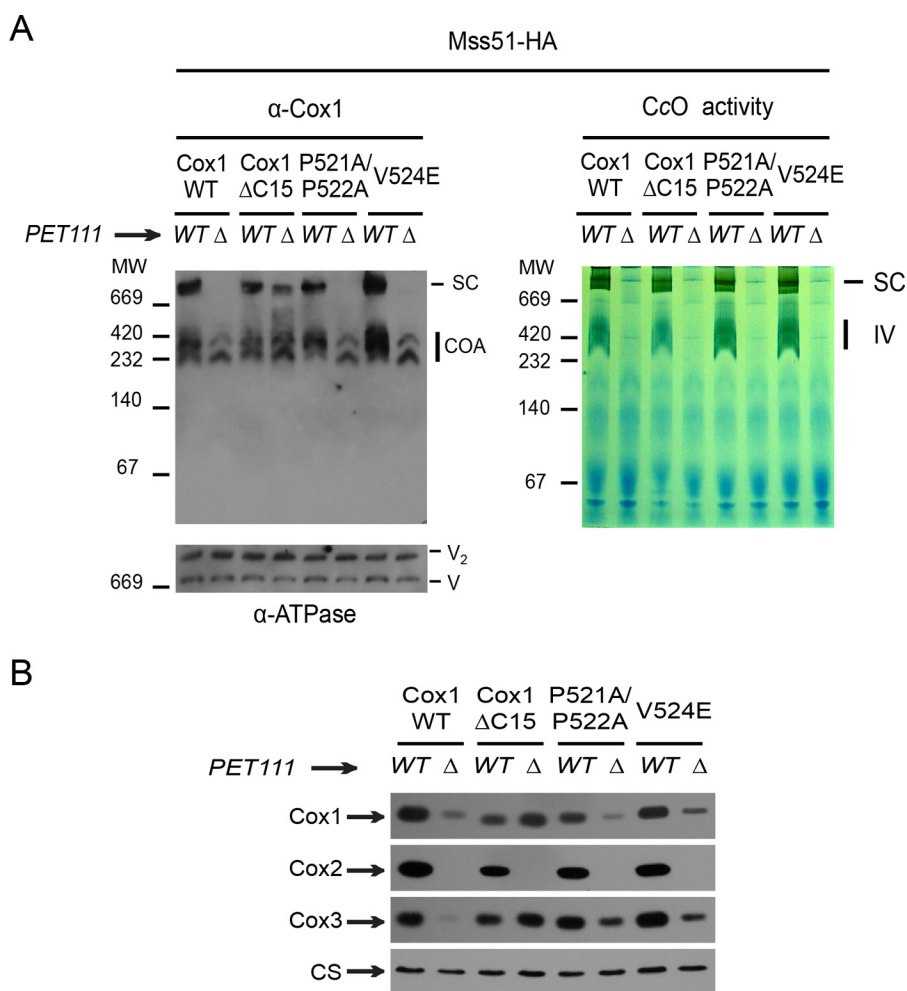 A
Mss51-HA
α-Cox1
CcO activity
Cox1 Cox1 P521A/ V524E
WT ΔC15 P522A
Cox1 Cox1 P521A/ V524E
WT ΔC15 P522A
PET111 WT Δ WT Δ WT Δ WT Δ
WT Δ WT Δ WT Δ WT Δ
MW
669
420
232
140
67
SC
COA
MW
669
420
232
140
67
SC
IV
669
V2
V
α-ATPase
B
Cox1 Cox1 P521A/ V524E
WT ΔC15 P522A
PET111 WT Δ WT Δ WT Δ WT Δ
Cox1
Cox2
Cox3
CS